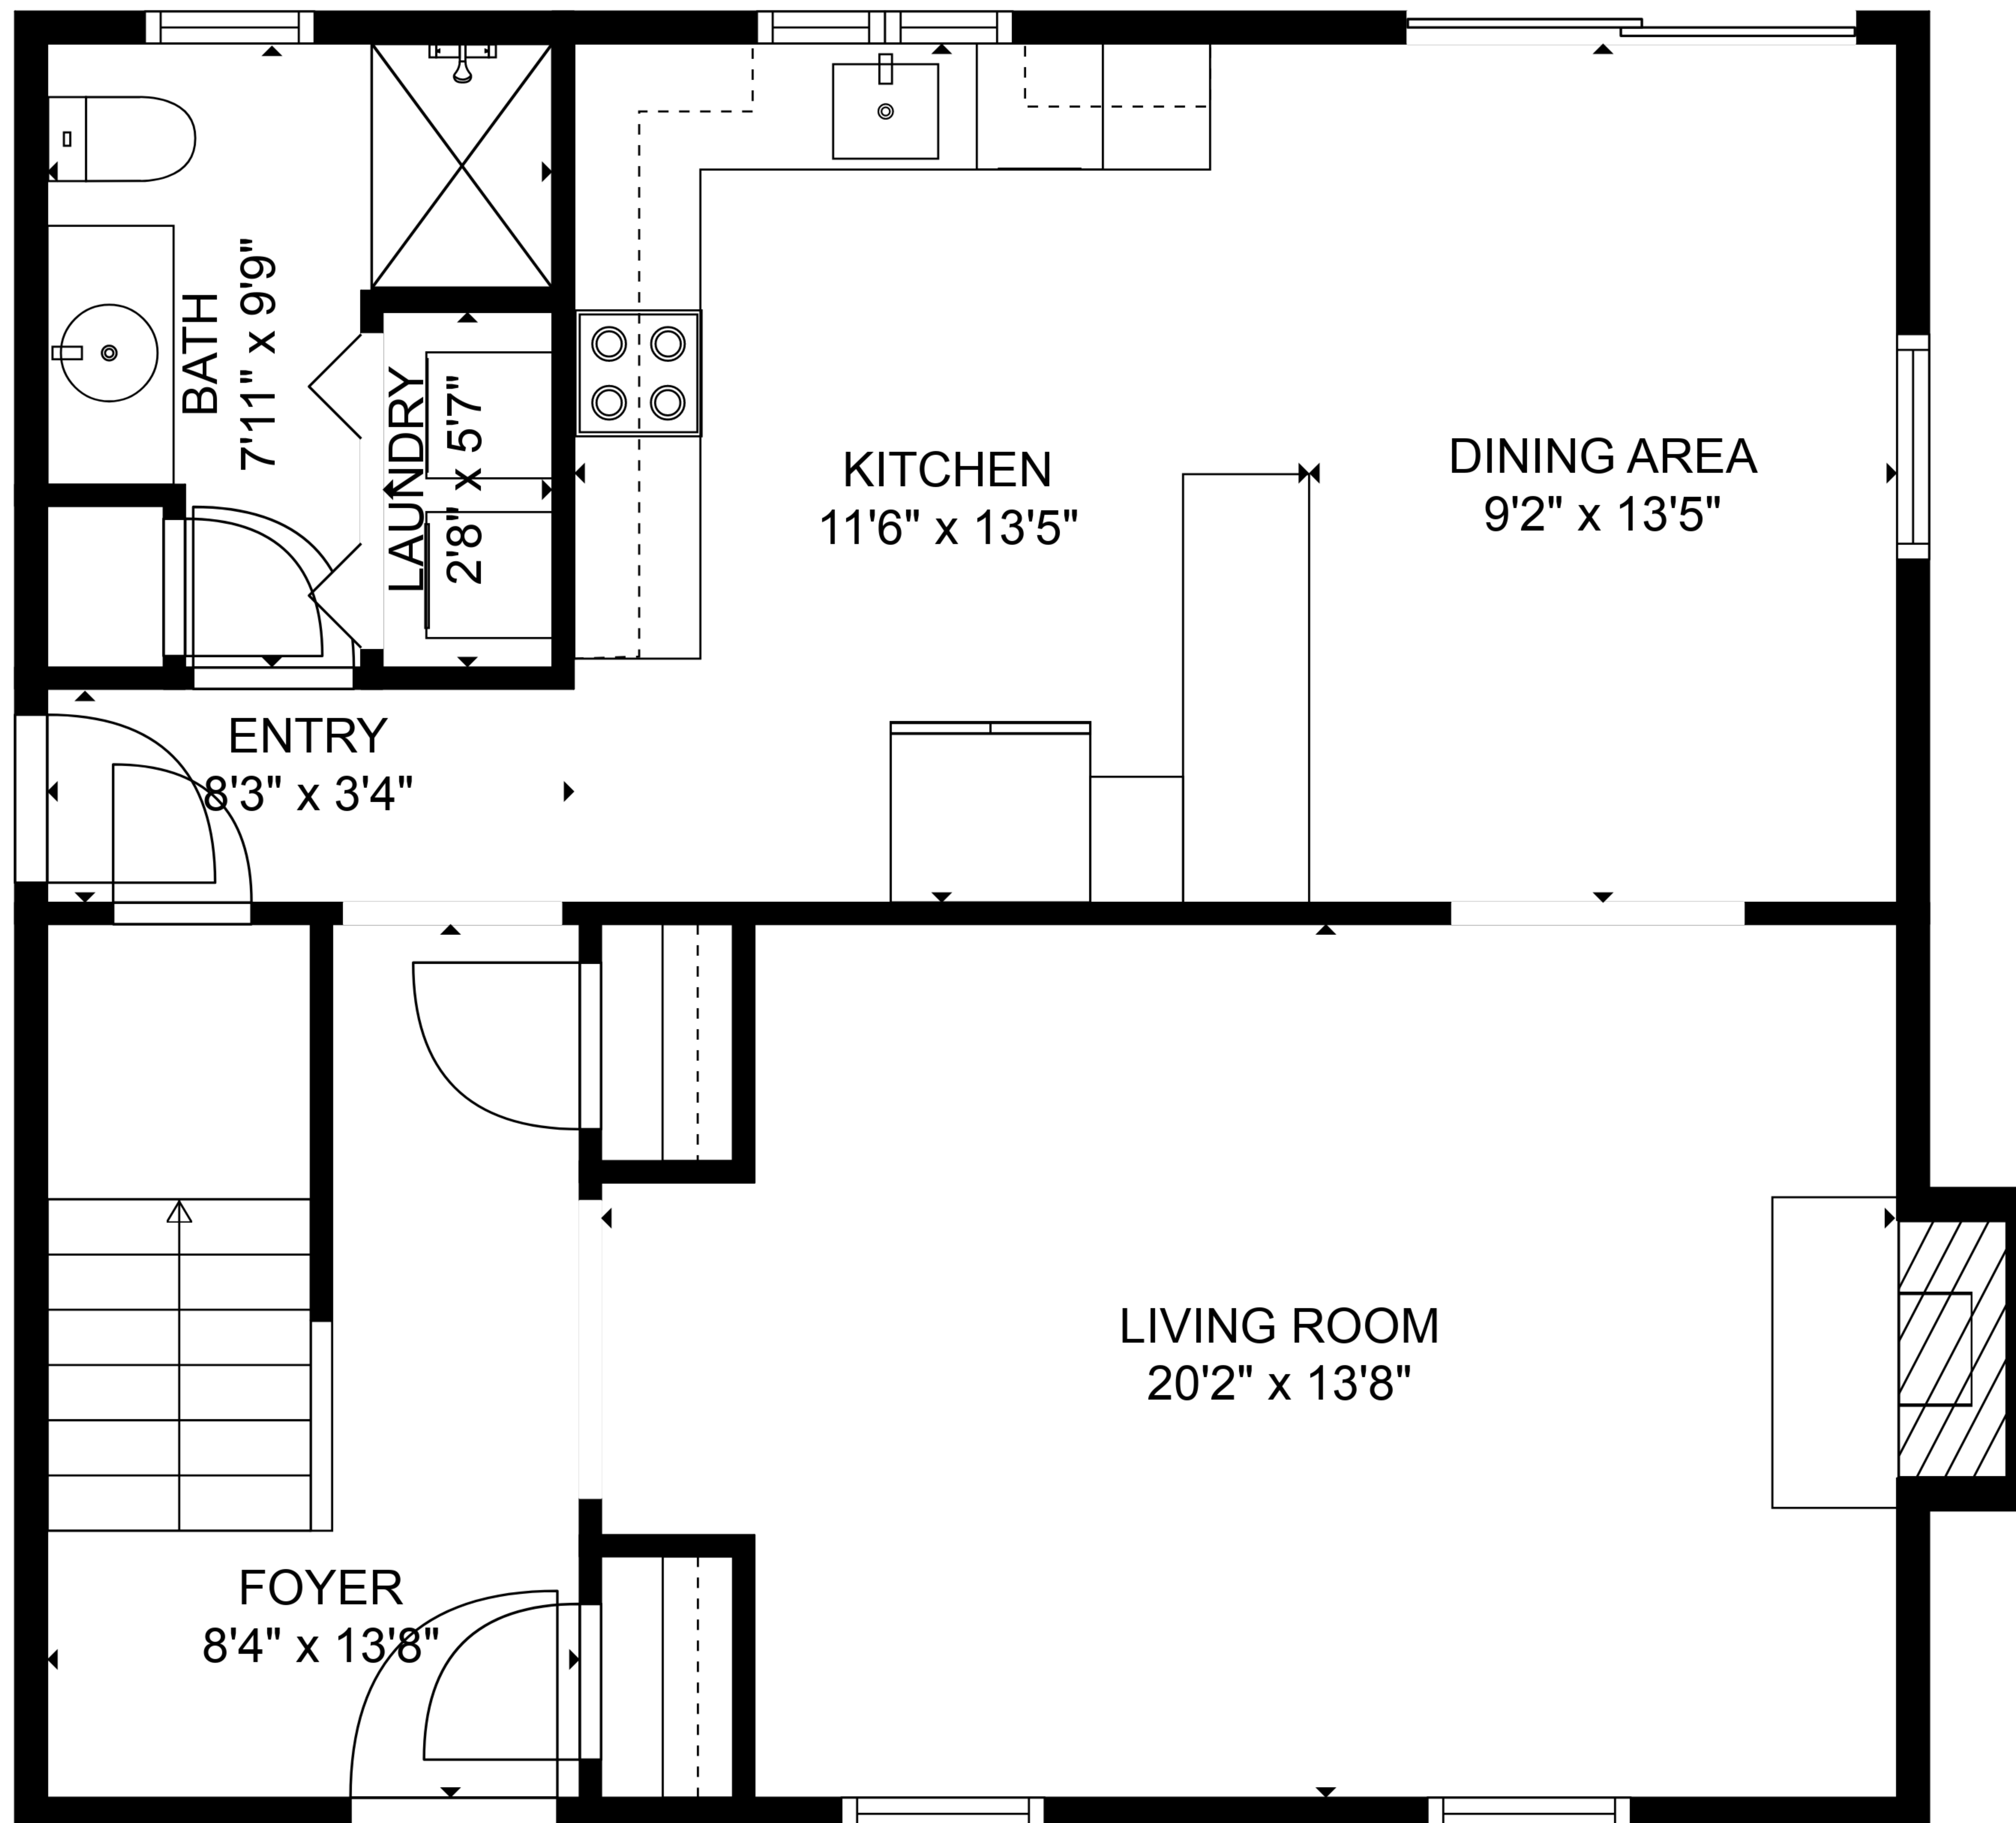 BATH
7'11" x 9'9"
LAUNDRY
2'8" x 5'7"
KITCHEN
11'6" x 13'5"
DINING AREA
9'2" x 13'5"
ENTRY
8'3" x 3'4"
LIVING ROOM
20'2" x 13'8"
FOYER
8'4" x 13'8"